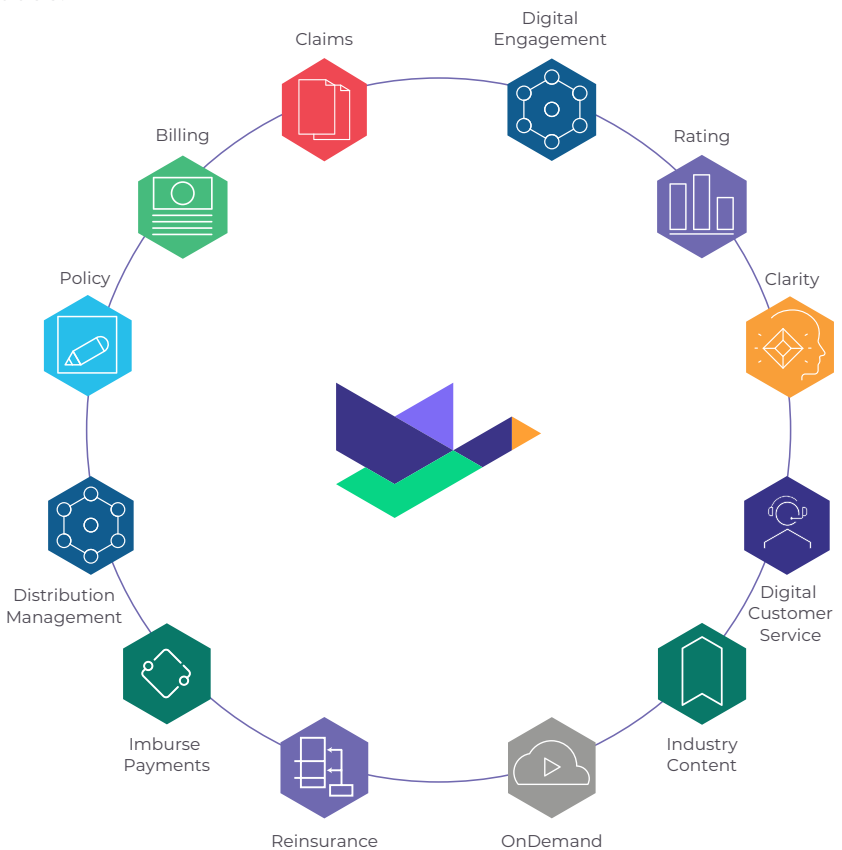 Claims
Digital
Engagement
Billing
Rating
Policy
Clarity
Distribution
Management
Digital
Customer
Service
Imburse
Payments
Industry
Content
Reinsurance
OnDemand